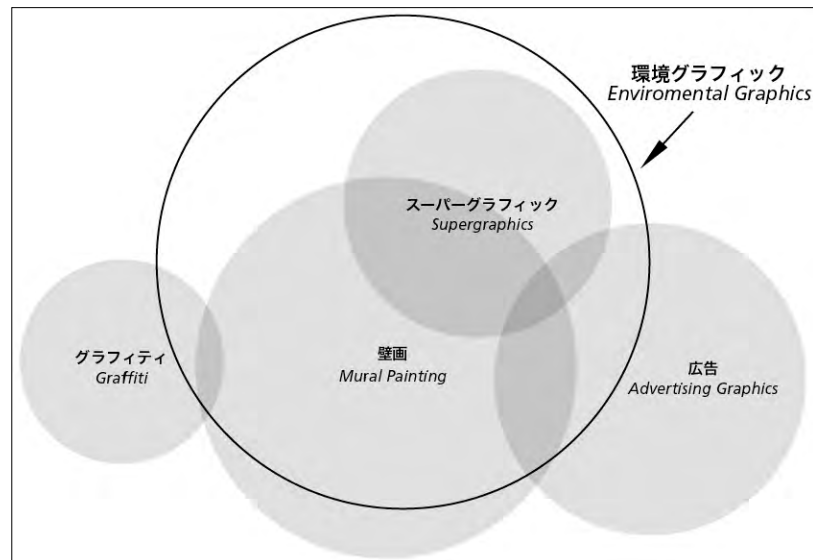 環境グラフィック
Enviromental Graphics
スーパーグラフィック
Supergraphics
グラフィティ
Graffiti
壁画
Mural Painting
広告
Advertising Graphics